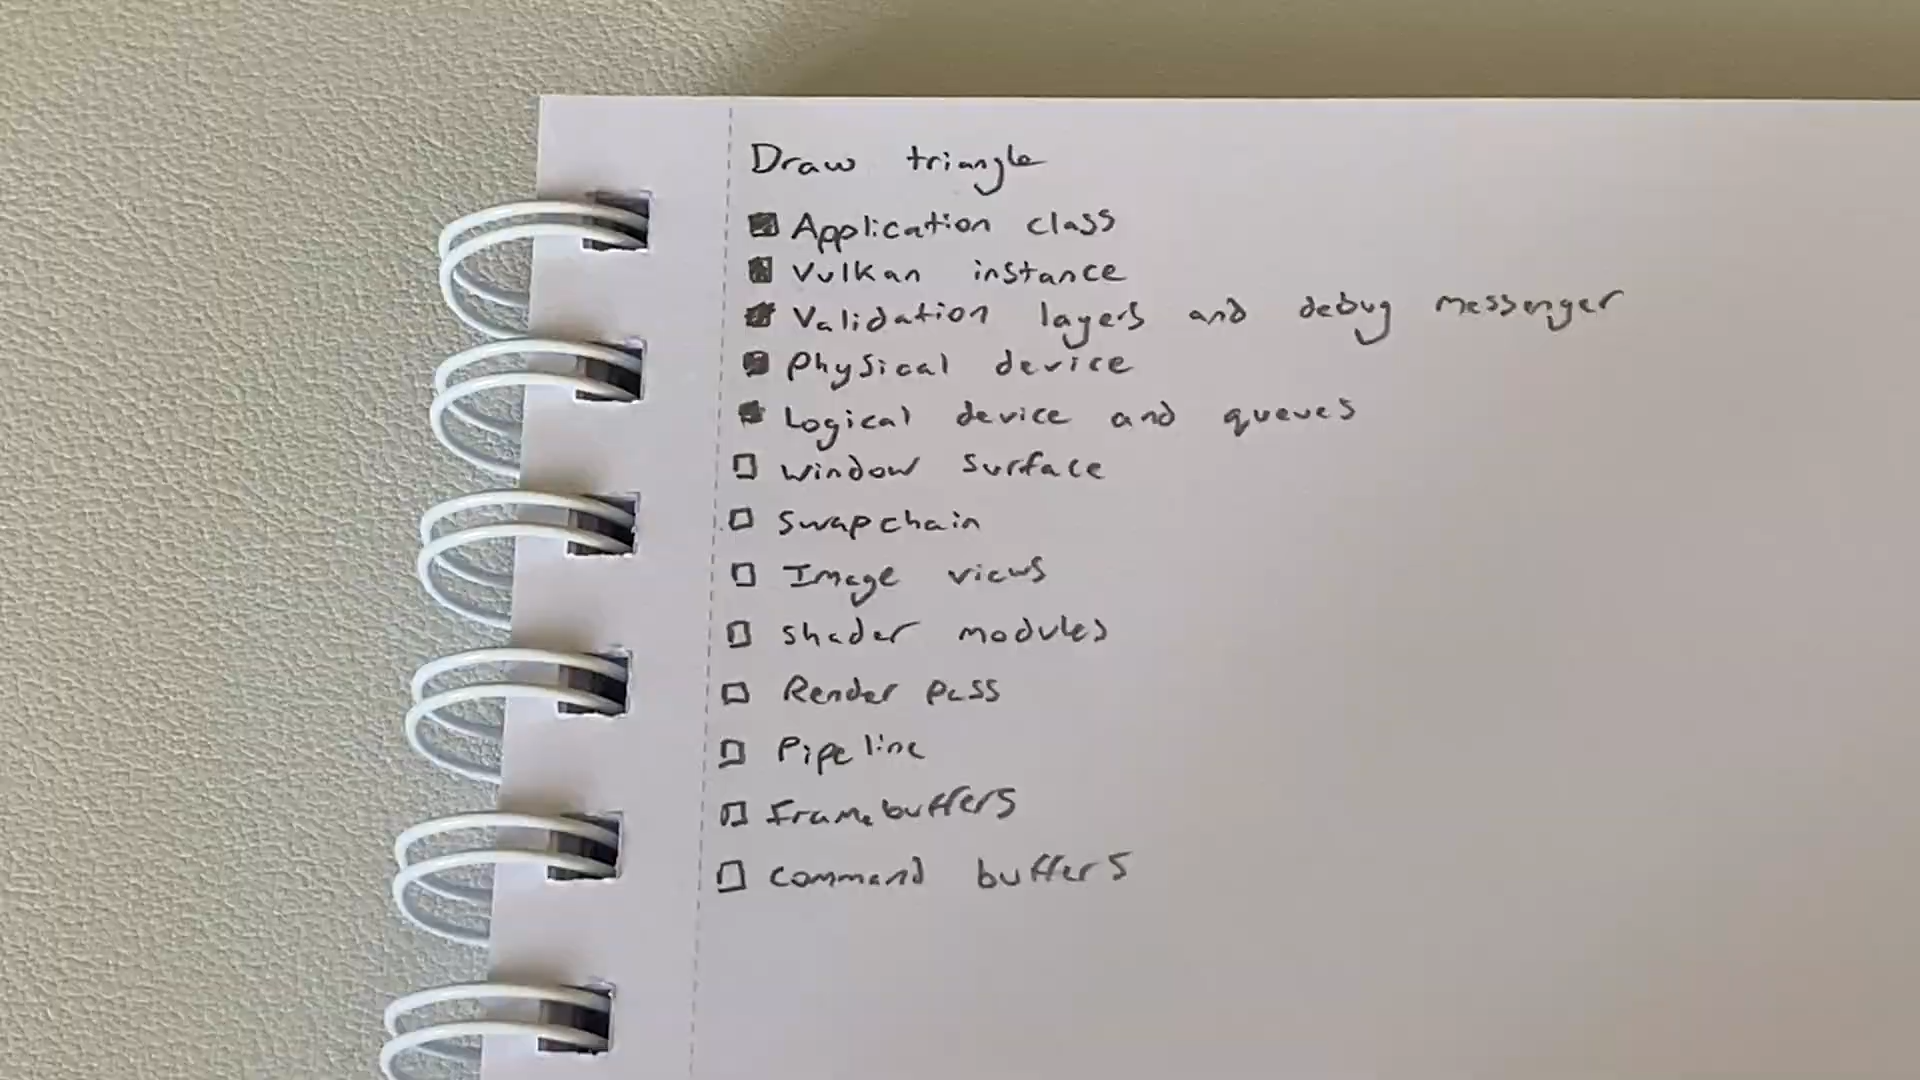 Draw triangle
Application class
Vulkan instance
Validation layers and debug messenger
Physical device
Logical device and queues
Window surface
Swapchain
Image views
Shader modules
Render pass
Pipeline
Framebuffers
Command buffers